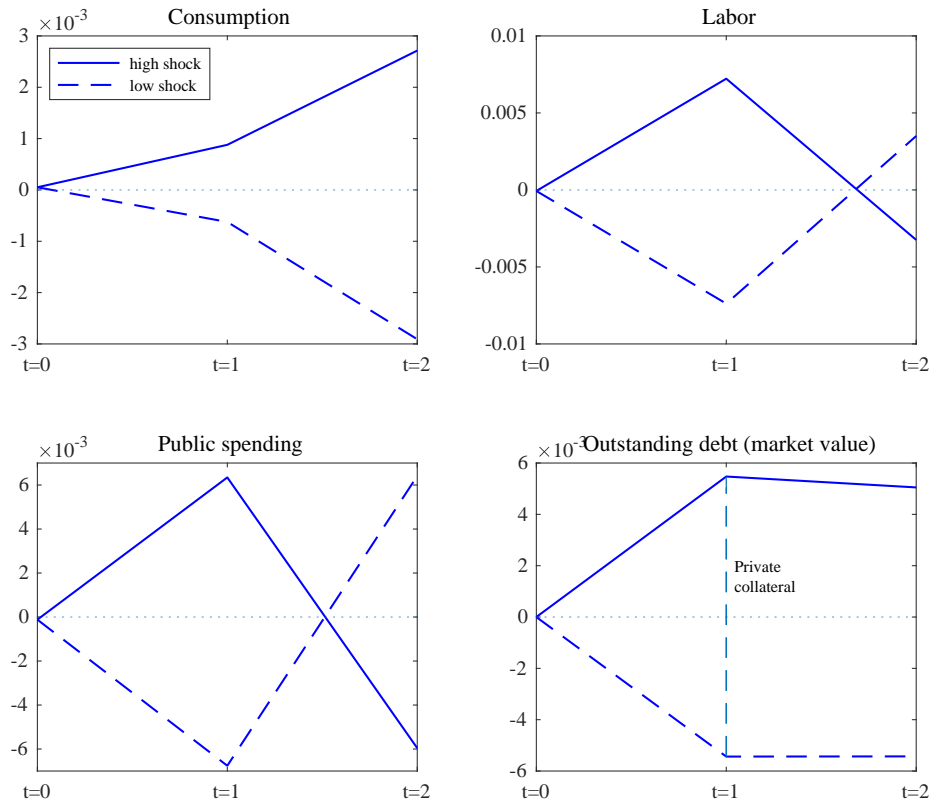 ×10⁻³
Consumption
3
2
1
0
-1
-2
-3
high shock
low shock
t=0
t=1
t=2
Labor
0.01
0.005
0
-0.005
-0.01
t=0
t=1
t=2
×10⁻³
Public spending
6
4
2
0
-2
-4
-6
t=0
t=1
t=2
×10⁻³
Outstanding debt (market value)
6
4
2
0
-2
-4
-6
Private
collateral
t=0
t=1
t=2